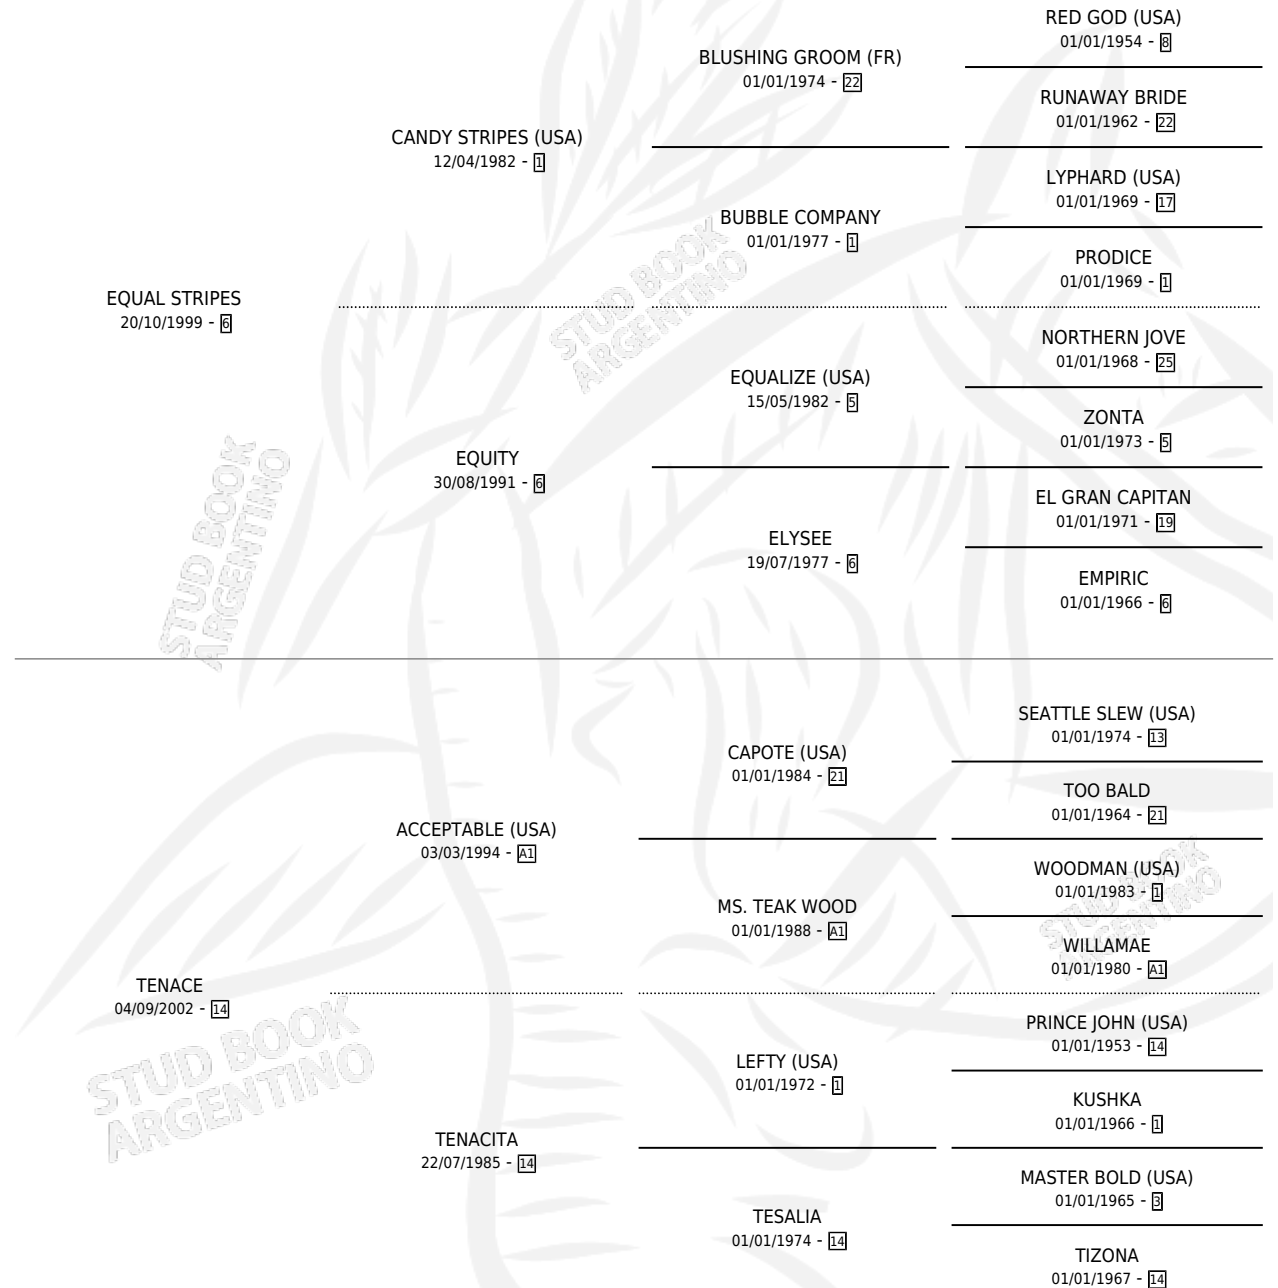 RED GOD (USA)
01/01/1954 - 8
BLUSHING GROOM (FR)
01/01/1974 - 22
RUNAWAY BRIDE
01/01/1962 - 22
CANDY STRIPES (USA)
12/04/1982 - 1
LYPHARD (USA)
01/01/1969 - 17
BUBBLE COMPANY
01/01/1977 - 1
PRODICE
01/01/1969 - 1
EQUAL STRIPES
20/10/1999 - 6
NORTHERN JOVE
01/01/1968 - 25
EQUALIZE (USA)
15/05/1982 - 5
ZONTA
01/01/1973 - 5
EQUITY
30/08/1991 - 6
EL GRAN CAPITAN
01/01/1971 - 19
ELYSEE
19/07/1977 - 6
EMPIRIC
01/01/1966 - 6
STUD BOOK
ARGENTINO
STUD BOOK
ARGENTINO
SEATTLE SLEW (USA)
01/01/1974 - 13
CAPOTE (USA)
01/01/1984 - 21
TOO BALD
01/01/1964 - 21
ACCEPTABLE (USA)
03/03/1994 - A1
WOODMAN (USA)
01/01/1983 - 1
MS. TEAK WOOD
01/01/1988 - A1
WILLAMAE
01/01/1980 - A1
STUD BOOK
ARGENTINO
TENACE
04/09/2002 - 14
PRINCE JOHN (USA)
01/01/1953 - 14
LEFTY (USA)
01/01/1972 - 1
KUSHKA
01/01/1966 - 1
STUD BOOK
ARGENTINO
TENACITA
22/07/1985 - 14
MASTER BOLD (USA)
01/01/1965 - 3
TESALIA
01/01/1974 - 14
TIZONA
01/01/1967 - 14